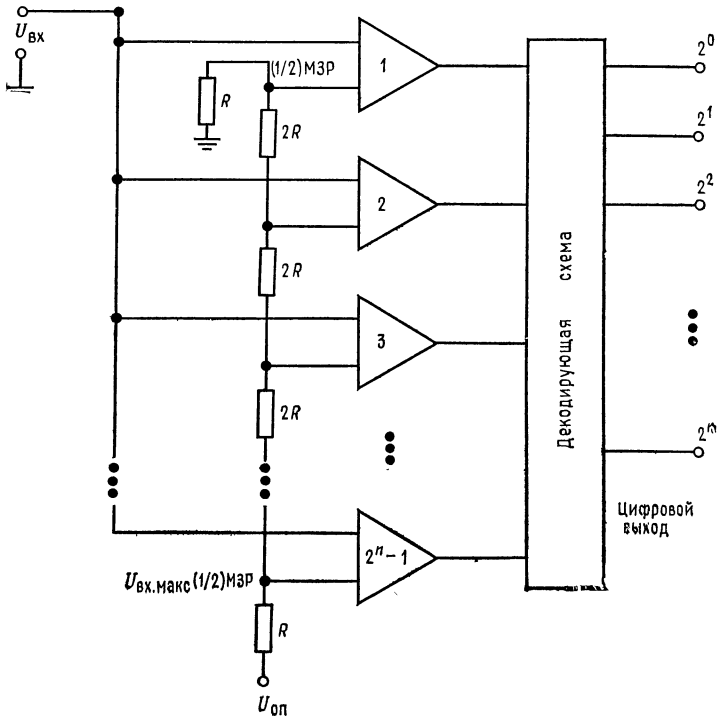 U вх
(1/2) МЗР
R
2R
1
2R
2
2R
3
2ⁿ-1
U вх.макс (1/2) МЗР
R
U оп
Декодирующая схема
2⁰
2¹
2²
2ⁿ
Цифровой
выход